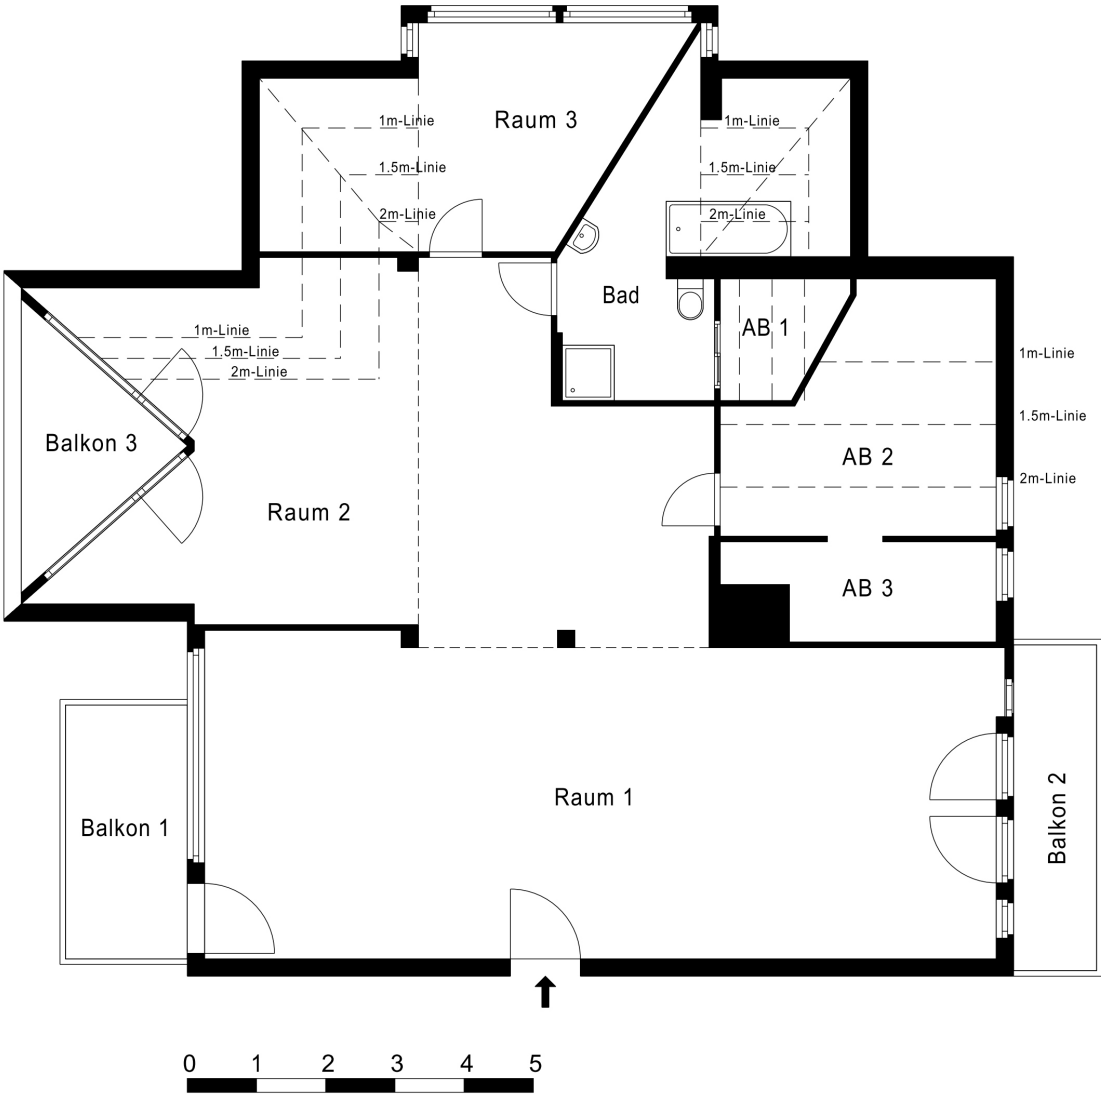 Raum 3
1m-Linie
1m-Linie
1.5m-Linie
1.5m-Linie
2m-Linie
2m-Linie
Bad
AB 1
1m-Linie
1.5m-Linie
2m-Linie
1m-Linie
1.5m-Linie
2m-Linie
Balkon 3
AB 2
Raum 2
AB 3
Raum 1
Balkon 1
Balkon 2
0 1 2 3 4 5